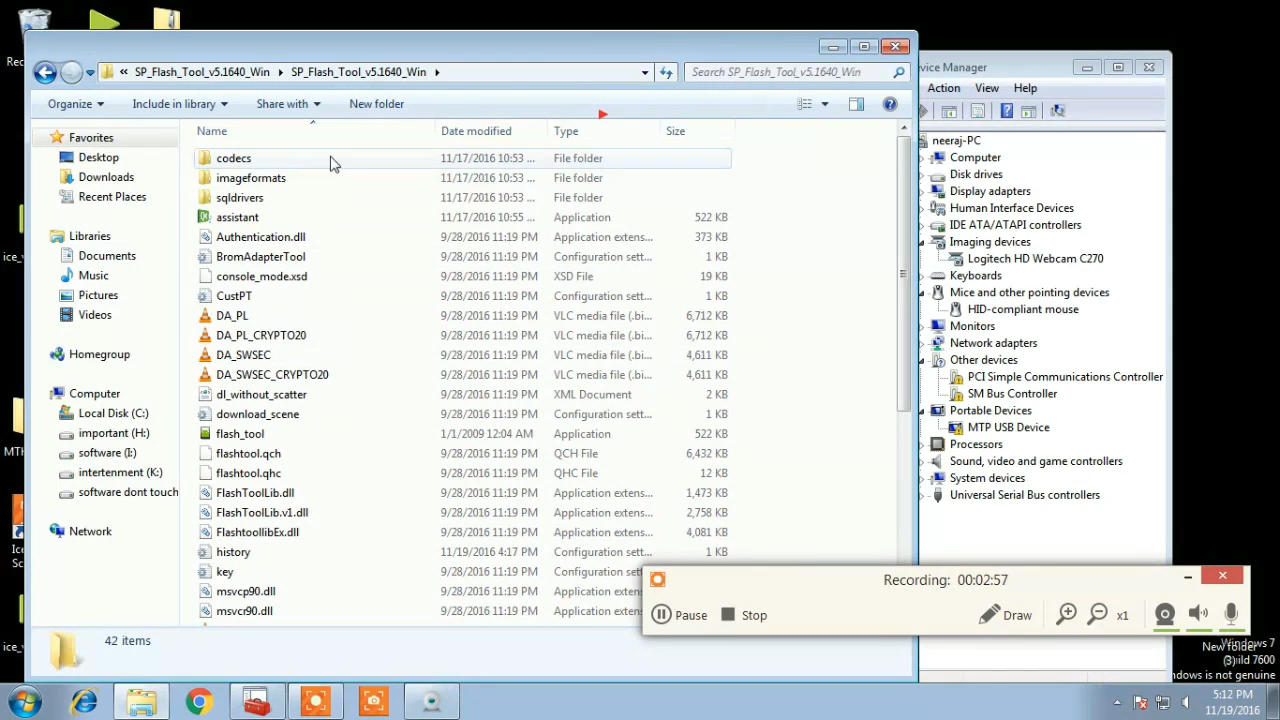 Rec
«
SP_Flash_Tool_v5.1640_Win
SP_Flash_Tool_v5.1640_Win
Search SP_Flash_Tool_v5.1640_Win
Organize
Include in library
Share with
New folder
Name
Date modified
Type
Size
Favorites
Desktop
Downloads
Recent Places
Libraries
Documents
Music
Pictures
Videos
Homegroup
Computer
Local Disk (C:)
important (H:)
software (I:)
intertenment (K:)
software dont touch
Network
codecs 11/17/2016 10:53 ... File folder
imageformats 11/17/2016 10:53 ... File folder
sqldrivers 11/17/2016 10:53 ... File folder
assistant 11/17/2016 10:55 ... Application 522 KB
Authentication.dll 9/28/2016 11:19 PM Application extens... 373 KB
BromAdapterTool 9/28/2016 11:19 PM Configuration sett... 1 KB
console_mode.xsd 9/28/2016 11:19 PM XSD File 19 KB
CustPT 9/28/2016 11:19 PM Configuration sett... 1 KB
DA_PL 9/28/2016 11:19 PM VLC media file (.bi... 6,712 KB
DA_PL_CRYPTO20 9/28/2016 11:19 PM VLC media file (.bi... 6,712 KB
DA_SWSEC 9/28/2016 11:19 PM VLC media file (.bi... 4,611 KB
DA_SWSEC_CRYPTO20 9/28/2016 11:19 PM VLC media file (.bi... 4,611 KB
dl_without_scatter 9/28/2016 11:19 PM XML Document 2 KB
download_scene 9/28/2016 11:19 PM Configuration sett... 1 KB
flash_tool 1/1/2009 12:04 AM Application 522 KB
flashtool.qch 9/28/2016 11:19 PM QCH File 6,432 KB
flashtool.qhc 9/28/2016 11:19 PM QHC File 12 KB
FlashToolLib.dll 9/28/2016 11:19 PM Application extens... 1,473 KB
FlashToolLib.v1.dll 9/28/2016 11:19 PM Application extens... 2,758 KB
FlashtoollibEx.dll 9/28/2016 11:19 PM Application extens... 4,081 KB
history 11/19/2016 4:17 PM Configuration sett... 1 KB
key 9/28/2016 11:19 PM Configuration sett...
msvcp90.dll 9/28/2016 11:19 PM Application extens...
msvcr90.dll 9/28/2016 11:19 PM Application extens...
42 items
vice Manager
Action View Help
neeraj-PC
Computer
Disk drives
Display adapters
Human Interface Devices
IDE ATA/ATAPI controllers
Imaging devices
Logitech HD Webcam C270
Keyboards
Mice and other pointing devices
HID-compliant mouse
Monitors
Network adapters
Other devices
PCI Simple Communications Controller
SM Bus Controller
Portable Devices
MTP USB Device
Processors
Sound, video and game controllers
System devices
Universal Serial Bus controllers
Recording: 00:02:57
Pause
Stop
Draw
x1
ice_
MTH
Ice
Sc
ice_v
Windows 7
New folder
(3)
uild 7600
ndows is not genuine
5:12 PM
11/19/2016